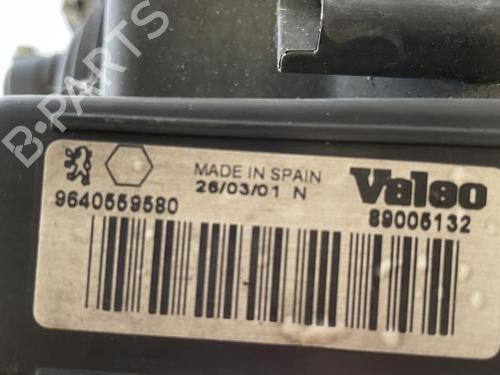 B-PARTS
MADE IN SPAIN
26/03/01 N
Valeo
9640559580
89005132